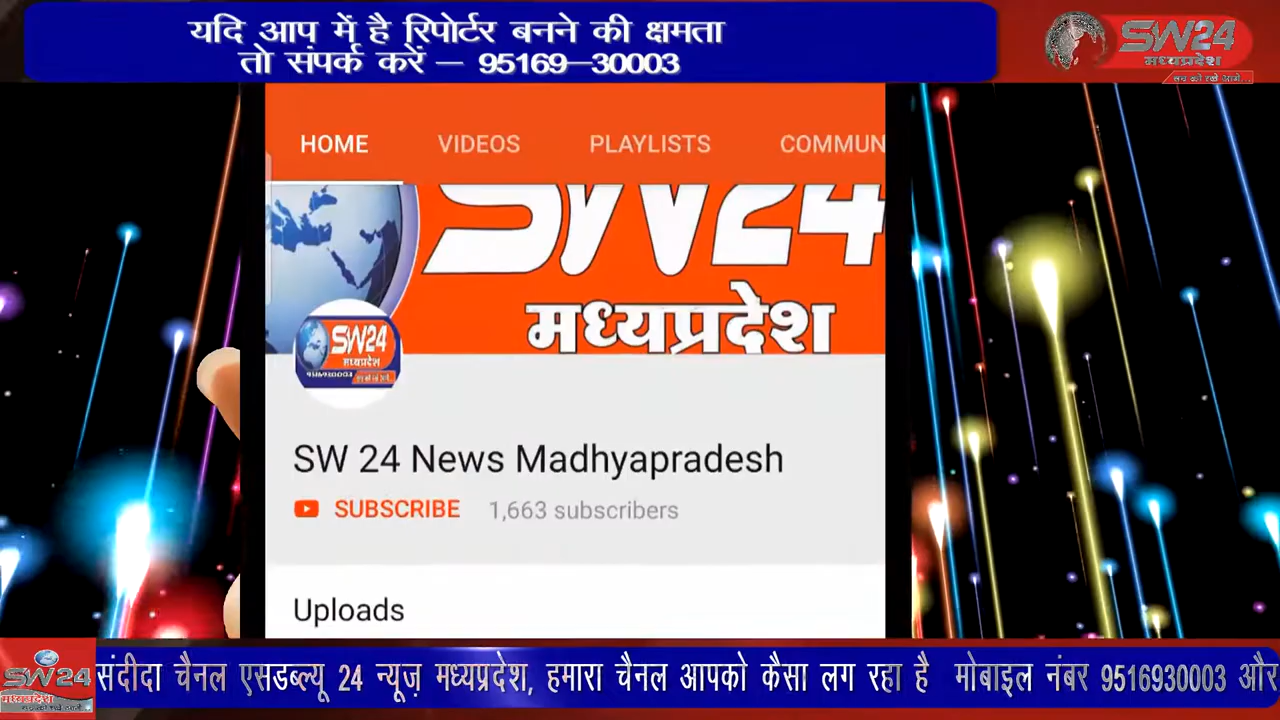 यदि आप में है रिपोर्टर बनने की क्षमता
तो संपर्क करें – 95169–30003
SW24
मध्यप्रदेश
HOME VIDEOS PLAYLISTS COMMUN
SW24
मध्यप्रदेश
SW24
मध्यप्रदेश
9516930003
SW 24 News Madhyapradesh
SUBSCRIBE 1,663 subscribers
Uploads
SW24
मध्यप्रदेश
संदीदा चैनल एसडब्ल्यू 24 न्यूज़ मध्यप्रदेश, हमारा चैनल आपको कैसा लग रहा है मोबाइल नंबर 9516930003 और